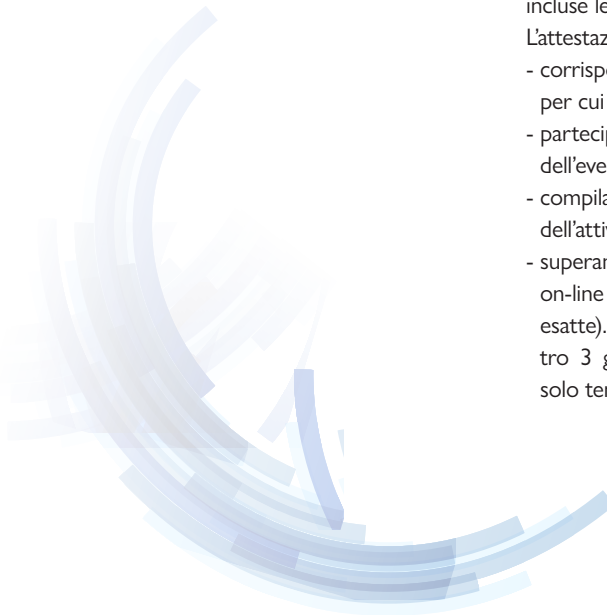 incluse le
L'attestaz
- corrispo
per cui
- partecip
dell'eve
- compila
dell'attiv
- superan
on-line
esatte).
tro 3 g
solo ter